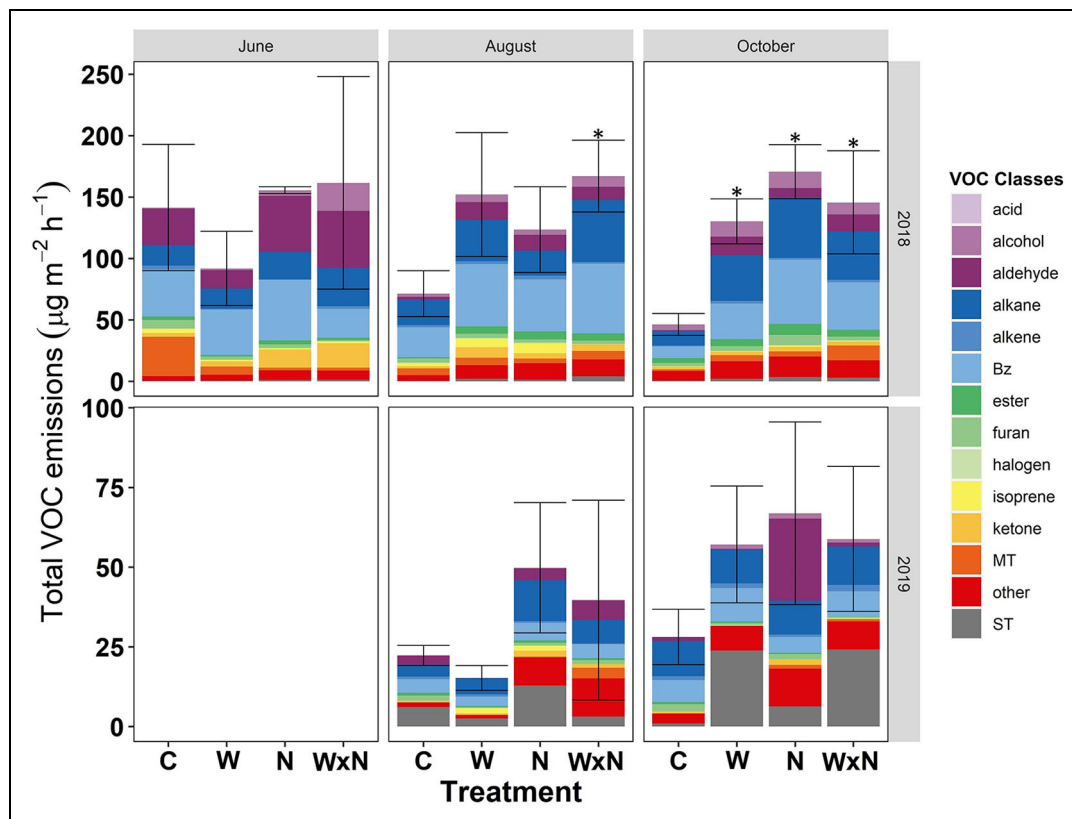 June August October
250
200
150
100
50
0
2018
Total VOC emissions (µg m⁻² h⁻¹)
* * * *
100
75
50
25
0
2019
C W N WxN C W N WxN C W N WxN
Treatment
VOC Classes
acid
alcohol
aldehyde
alkane
alkene
Bz
ester
furan
halogen
isoprene
ketone
MT
other
ST